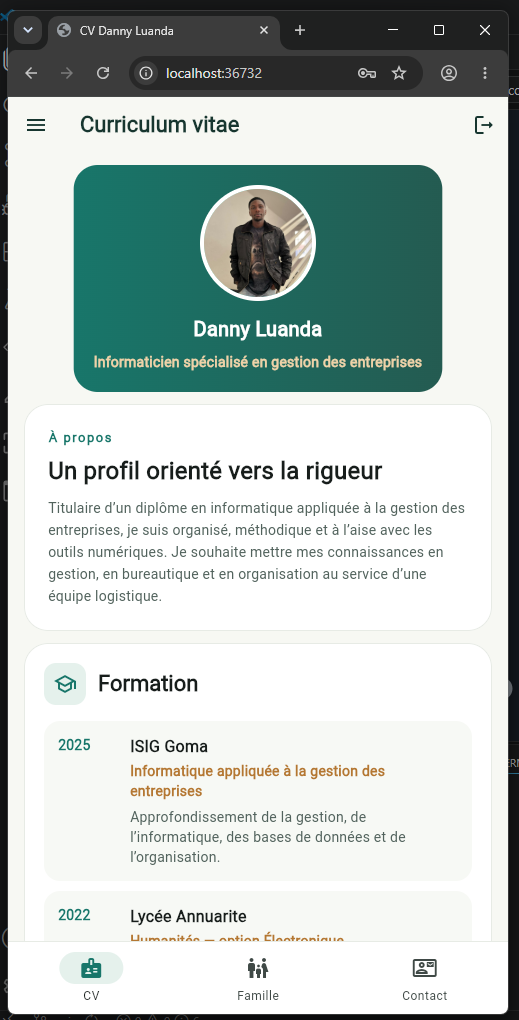 CV Danny Luanda
localhost:36732
Curriculum vitae
Danny Luanda
Informaticien spécialisé en gestion des entreprises
À propos
Un profil orienté vers la rigueur
Titulaire d’un diplôme en informatique appliquée à la gestion des
entreprises, je suis organisé, méthodique et à l’aise avec les
outils numériques. Je souhaite mettre mes connaissances en
gestion, en bureautique et en organisation au service d’une
équipe logistique.
Formation
2025
ISIG Goma
Informatique appliquée à la gestion des
entreprises
Approfondissement de la gestion, de
l’informatique, des bases de données et de
l’organisation.
2022
Lycée Annuarite
Humanités — option Électronique
CV
Famille
Contact